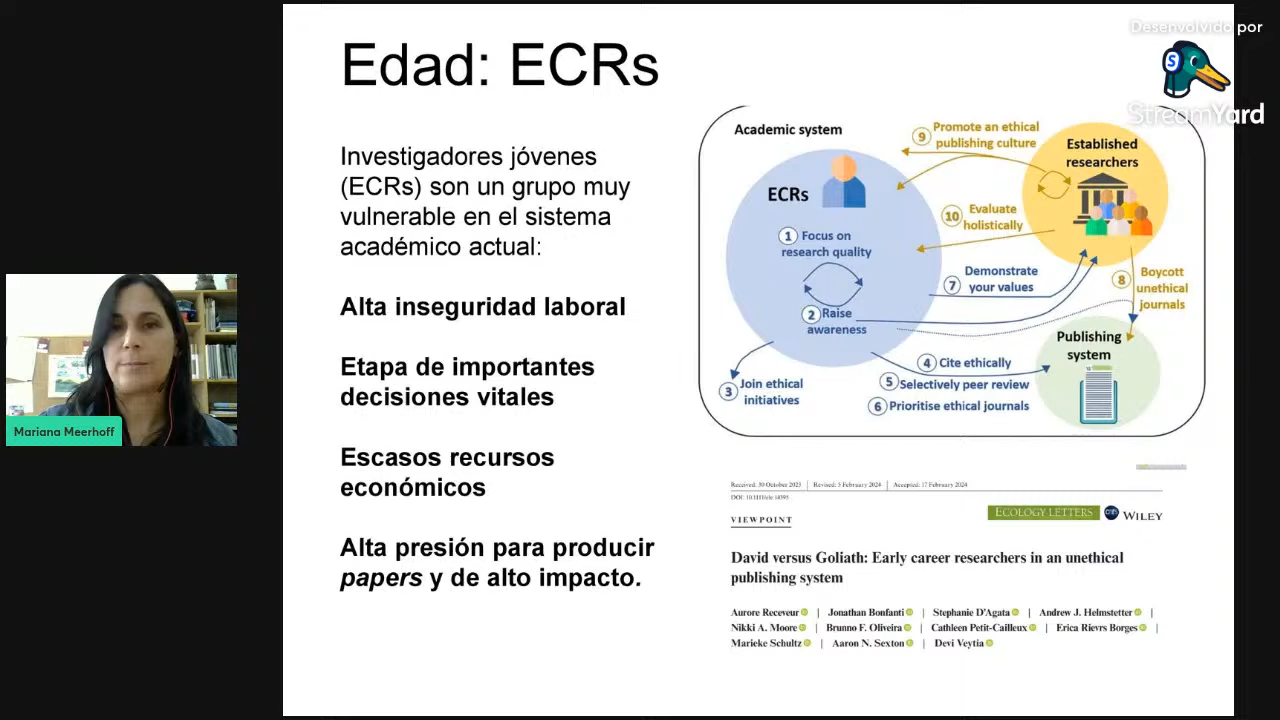 Edad: ECRs
Investigadores jóvenes
(ECRs) son un grupo muy
vulnerable en el sistema
académico actual:
Alta inseguridad laboral
Etapa de importantes
decisiones vitales
Escasos recursos
económicos
Alta presión para producir
papers y de alto impacto.
Mariana Meerhoff
Desenvolvido por
StreamYard
Academic system
ECRs
1 Focus on
research quality
2 Raise
awareness
3 Join ethical
initiatives
4 Cite ethically
5 Selectively peer review
6 Prioritise ethical journals
7 Demonstrate
your values
8 Boycott
unethical
journals
9 Promote an ethical
publishing culture
10 Evaluate
holistically
Established
researchers
Publishing
system
Received: 30 October 2023 | Revised: 5 February 2024 | Accepted: 17 February 2024
DOI: 10.1111/ele.14395
VIEWPOINT
ECOLOGY LETTERS cnrs WILEY
David versus Goliath: Early career researchers in an unethical
publishing system
Aurore Receveur | Jonathan Bonfanti | Stephanie D'Agata | Andrew J. Helmstetter |
Nikki A. Moore | Brunno F. Oliveira | Cathleen Petit-Cailleux | Erica Rievrs Borges |
Marieke Schultz | Aaron N. Sexton | Devi Veytia